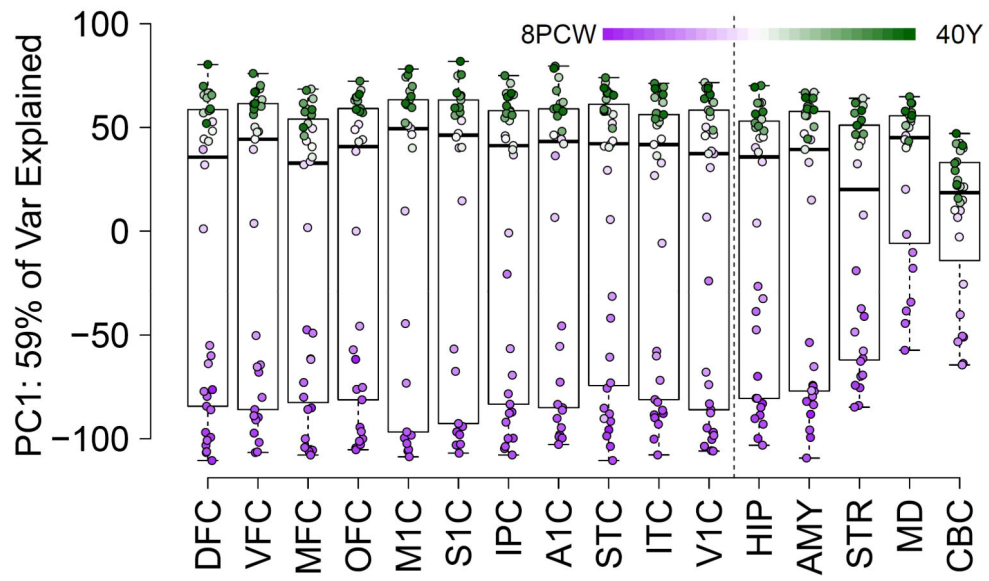 8PCW 40Y
PC1: 59% of Var Explained
100
50
0
−50
−100
DFC
VFC
MFC
OFC
M1C
S1C
IPC
A1C
STC
ITC
V1C
HIP
AMY
STR
MD
CBC